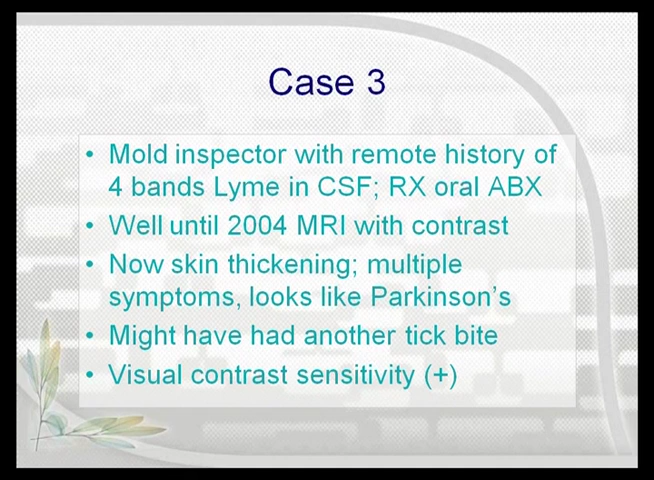 Case 3
• Mold inspector with remote history of
4 bands Lyme in CSF; RX oral ABX
• Well until 2004 MRI with contrast
• Now skin thickening; multiple
symptoms, looks like Parkinson's
• Might have had another tick bite
• Visual contrast sensitivity (+)